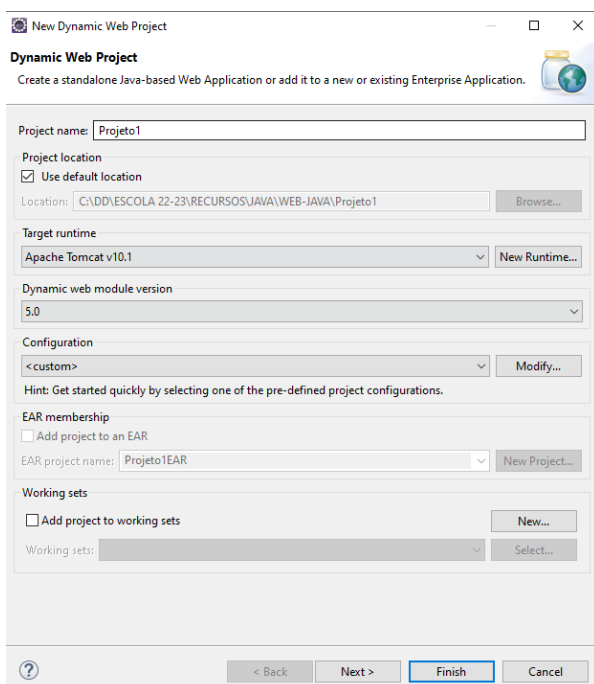 New Dynamic Web Project
Dynamic Web Project
Create a standalone Java-based Web Application or add it to a new or existing Enterprise Application.
Project name: Projeto1
Project location
Use default location
Location: C:\DD\ESCOLA 22-23\RECURSOS\JAVA\WEB-JAVA\Projeto1 Browse...
Target runtime
Apache Tomcat v10.1 New Runtime...
Dynamic web module version
5.0
Configuration
<custom> Modify...
Hint: Get started quickly by selecting one of the pre-defined project configurations.
EAR membership
Add project to an EAR
EAR project name: Projeto1EAR New Project...
Working sets
Add project to working sets New...
Working sets: Select...
? < Back Next > Finish Cancel